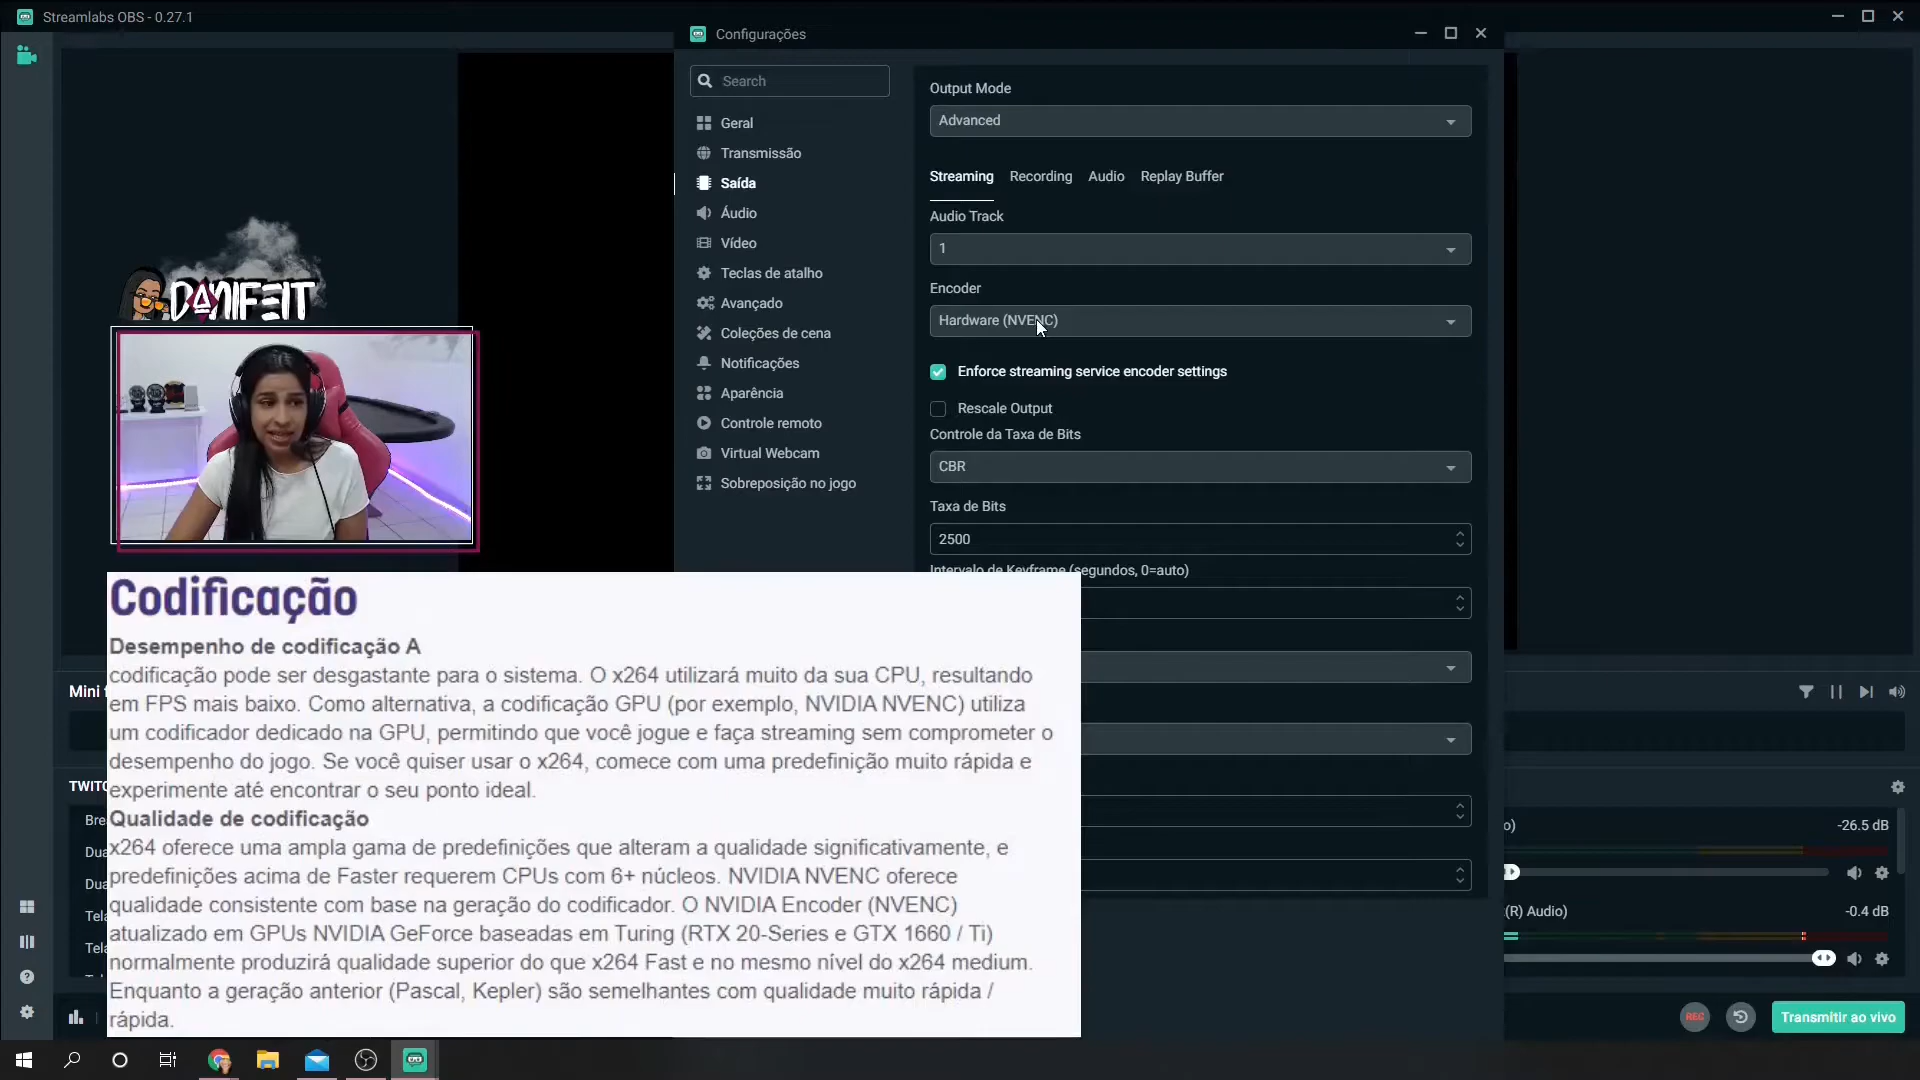 Streamlabs OBS - 0.27.1
Configurações
Search
Geral
Transmissão
Saída
Áudio
Vídeo
Teclas de atalho
Avançado
Coleções de cena
Notificações
Aparência
Controle remoto
Virtual Webcam
Sobreposição no jogo
Output Mode
Advanced
Streaming Recording Audio Replay Buffer
Audio Track
1
Encoder
Hardware (NVENC)
Enforce streaming service encoder settings
Rescale Output
Controle da Taxa de Bits
CBR
Taxa de Bits
2500
Intervalo de Keyframe (segundos, 0=auto)
DANIFEIT
Codificação
Desempenho de codificação A
codificação pode ser desgastante para o sistema. O x264 utilizará muito da sua CPU, resultando
em FPS mais baixo. Como alternativa, a codificação GPU (por exemplo, NVIDIA NVENC) utiliza
um codificador dedicado na GPU, permitindo que você jogue e faça streaming sem comprometer o
desempenho do jogo. Se você quiser usar o x264, comece com uma predefinição muito rápida e
experimente até encontrar o seu ponto ideal.
Qualidade de codificação
x264 oferece uma ampla gama de predefinições que alteram a qualidade significativamente, e
predefinições acima de Faster requerem CPUs com 6+ núcleos. NVIDIA NVENC oferece
qualidade consistente com base na geração do codificador. O NVIDIA Encoder (NVENC)
atualizado em GPUs NVIDIA GeForce baseadas em Turing (RTX 20-Series e GTX 1660 / Ti)
normalmente produzirá qualidade superior do que x264 Fast e no mesmo nível do x264 medium.
Enquanto a geração anterior (Pascal, Kepler) são semelhantes com qualidade muito rápida /
rápida.
Mini f
TWITC
Bre
Dua
Dua
Tela
Tela
o) -26.5 dB
(R) Audio) -0.4 dB
REC
Transmitir ao vivo